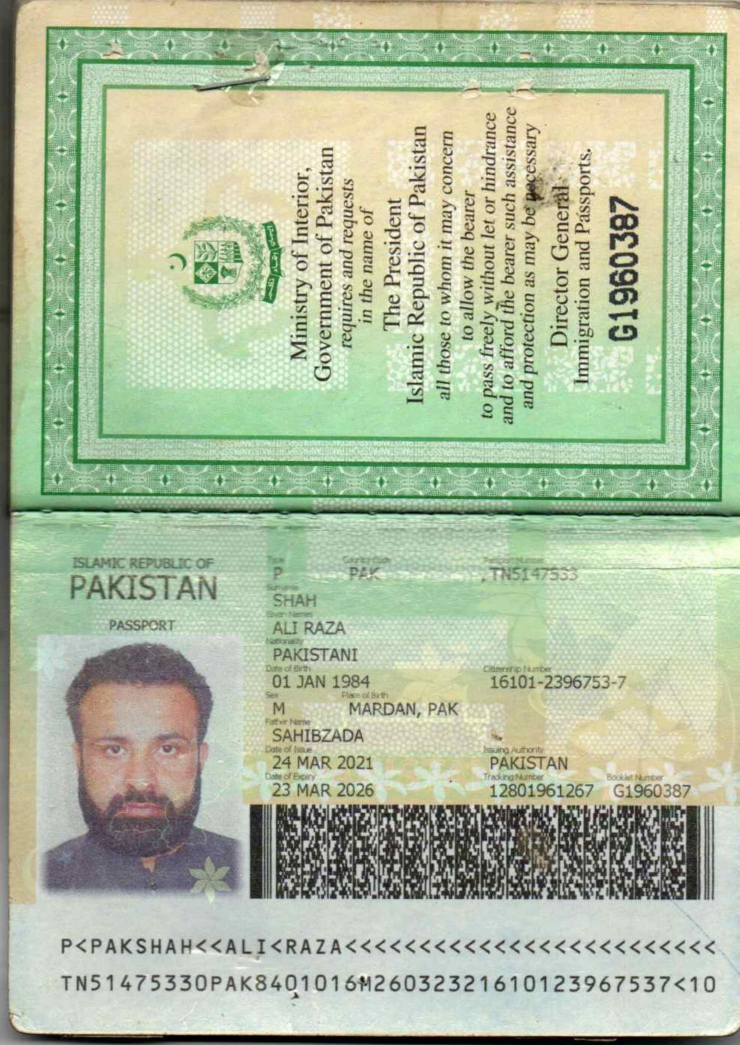 Ministry of Interior,
Government of Pakistan
requires and requests
in the name of
The President
Islamic Republic of Pakistan
all those to whom it may concern
to allow the bearer
to pass freely without let or hindrance
and to afford the bearer such assistance
and protection as may be necessary
Director General
Immigration and Passports.
G1960387
ISLAMIC REPUBLIC OF
PAKISTAN
PASSPORT
Type Country Code Passport Number
P PAK TN5147533
Surname
SHAH
Given Names
ALI RAZA
Nationality
PAKISTANI
Date of Birth Citizenship Number
01 JAN 1984 16101-2396753-7
Sex Place of Birth
M MARDAN, PAK
Father Name
SAHIBZADA
Date of Issue Issuing Authority
24 MAR 2021 PAKISTAN
Date of Expiry Tracking Number Booklet Number
23 MAR 2026 12801961267 G1960387
P<PAKSHAH<<ALI<RAZA<<<<<<<<<<<<<<<<<<<<<<<<<
TN51475330PAK8401016M26032321610123967537<10